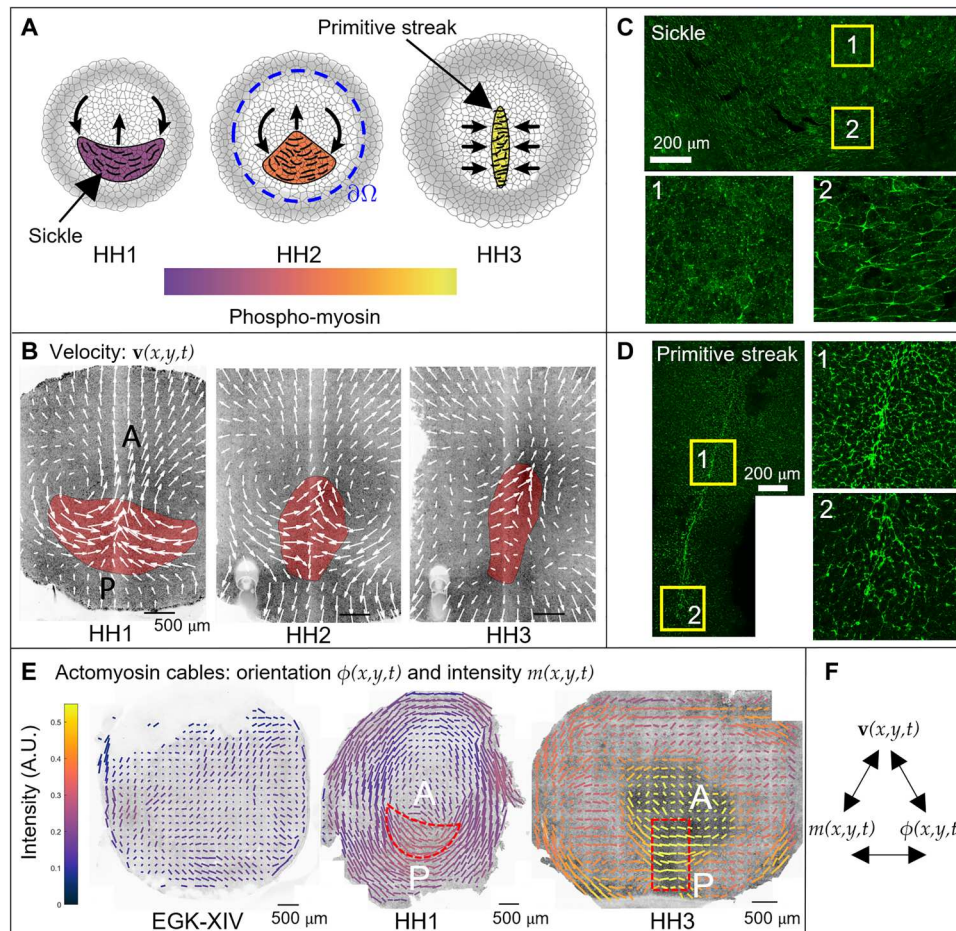 A
Primitive streak
∂Ω
Sickle
HH1
HH2
HH3
Phospho-myosin
B Velocity: v(x,y,t)
A
P
HH1
500 µm
HH2
HH3
C
Sickle
1
2
200 µm
1
2
D
Primitive streak
1
200 µm
2
1
2
E Actomyosin cables: orientation ϕ(x,y,t) and intensity m(x,y,t)
Intensity (A.U.)
0.5
0.4
0.3
0.2
0.1
0
EGK-XIV
500 µm
A
P
HH1
500 µm
A
P
HH3
500 µm
F
v(x,y,t)
m(x,y,t)
ϕ(x,y,t